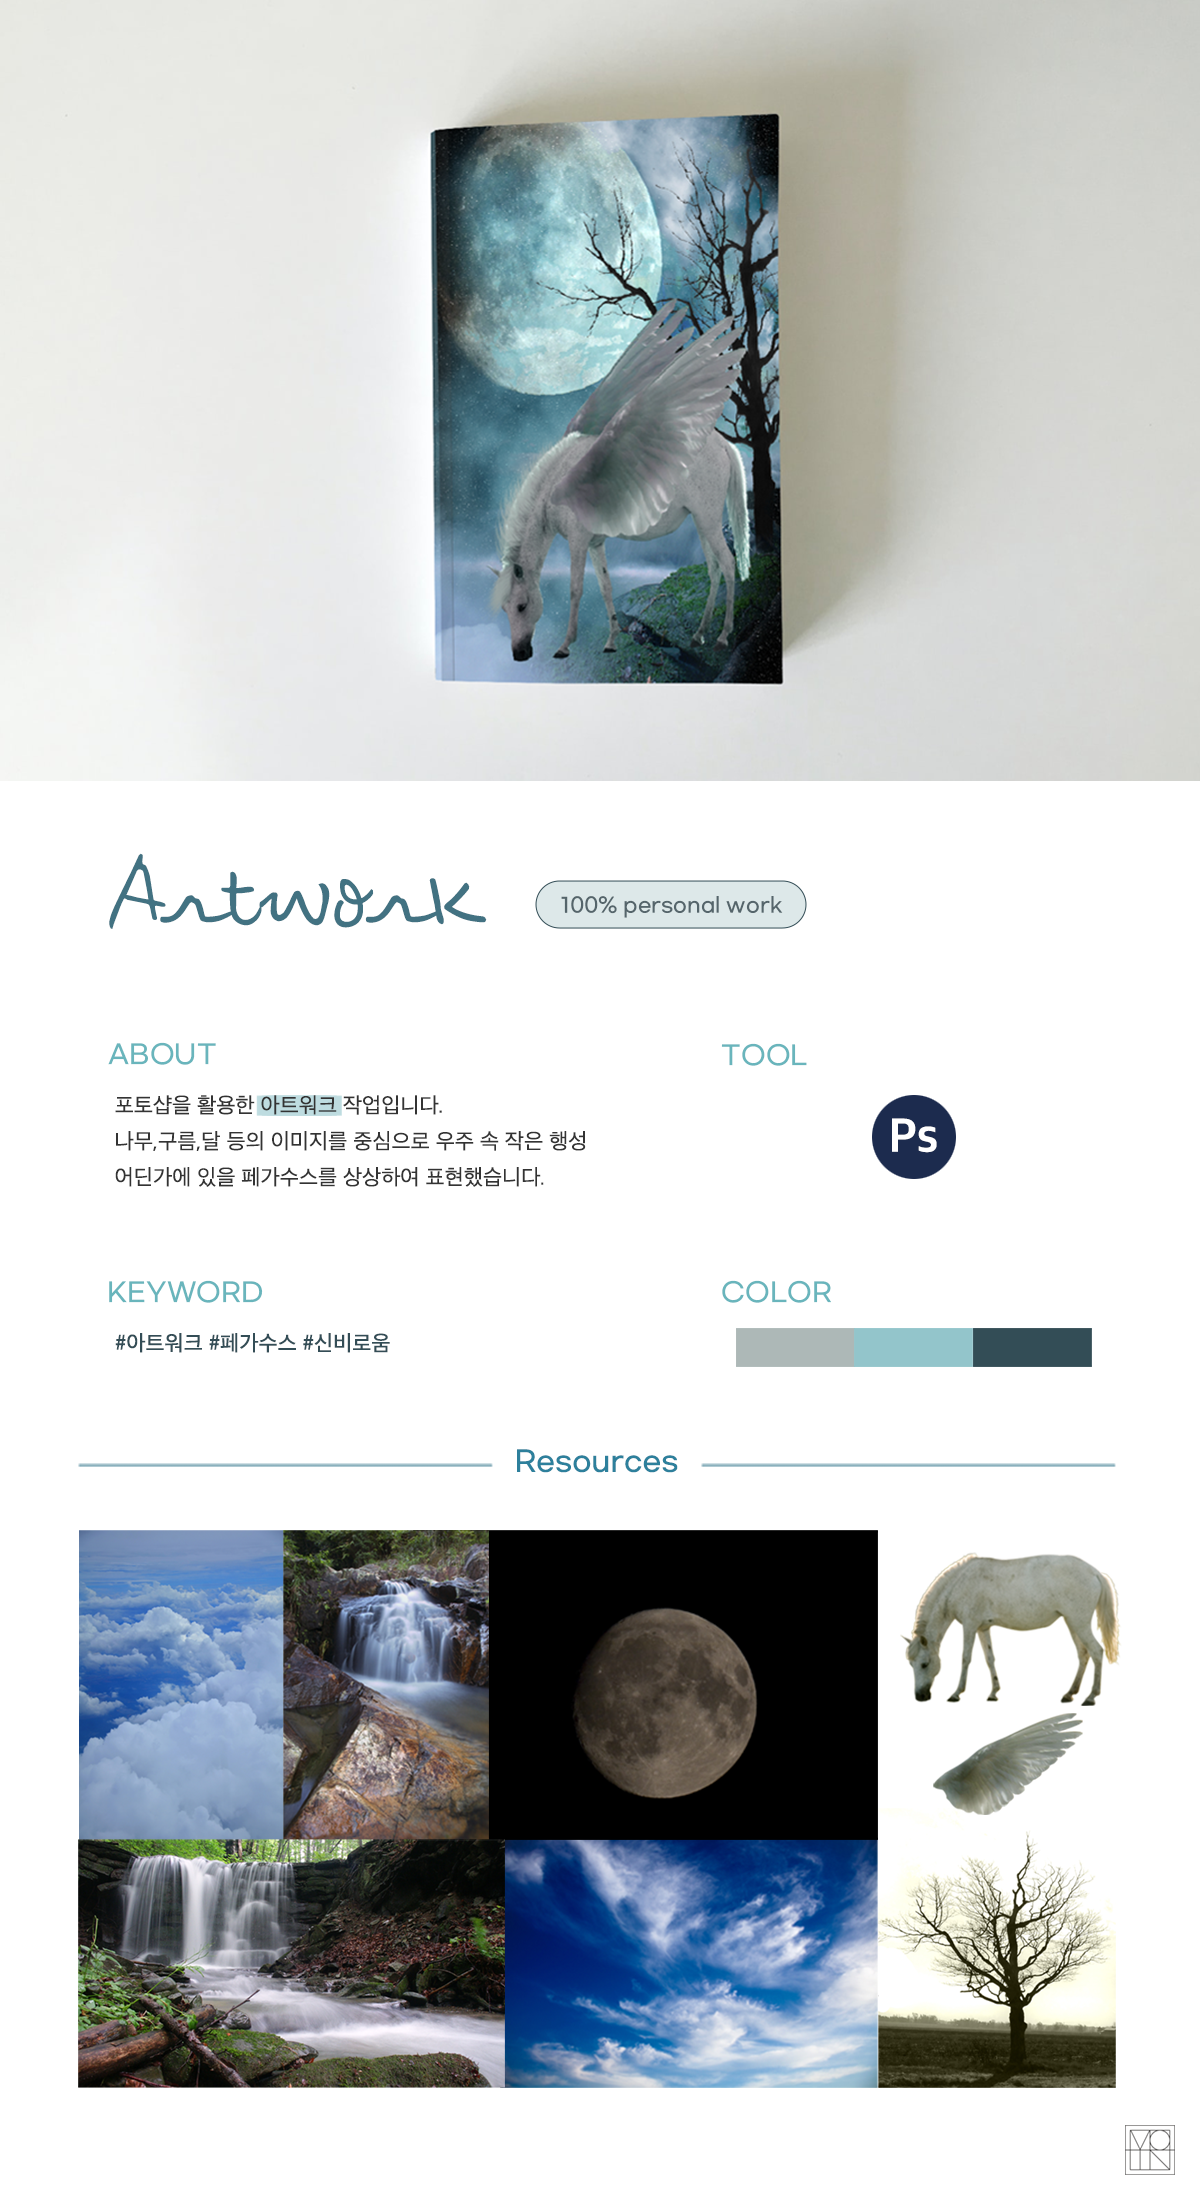 Artwork
100% personal work
ABOUT
포토샵을 활용한 아트워크 작업입니다.
나무,구름,달 등의 이미지를 중심으로 우주 속 작은 행성
어딘가에 있을 페가수스를 상상하여 표현했습니다.
TOOL
Ps
KEYWORD
#아트워크 #페가수스 #신비로움
COLOR
Resources